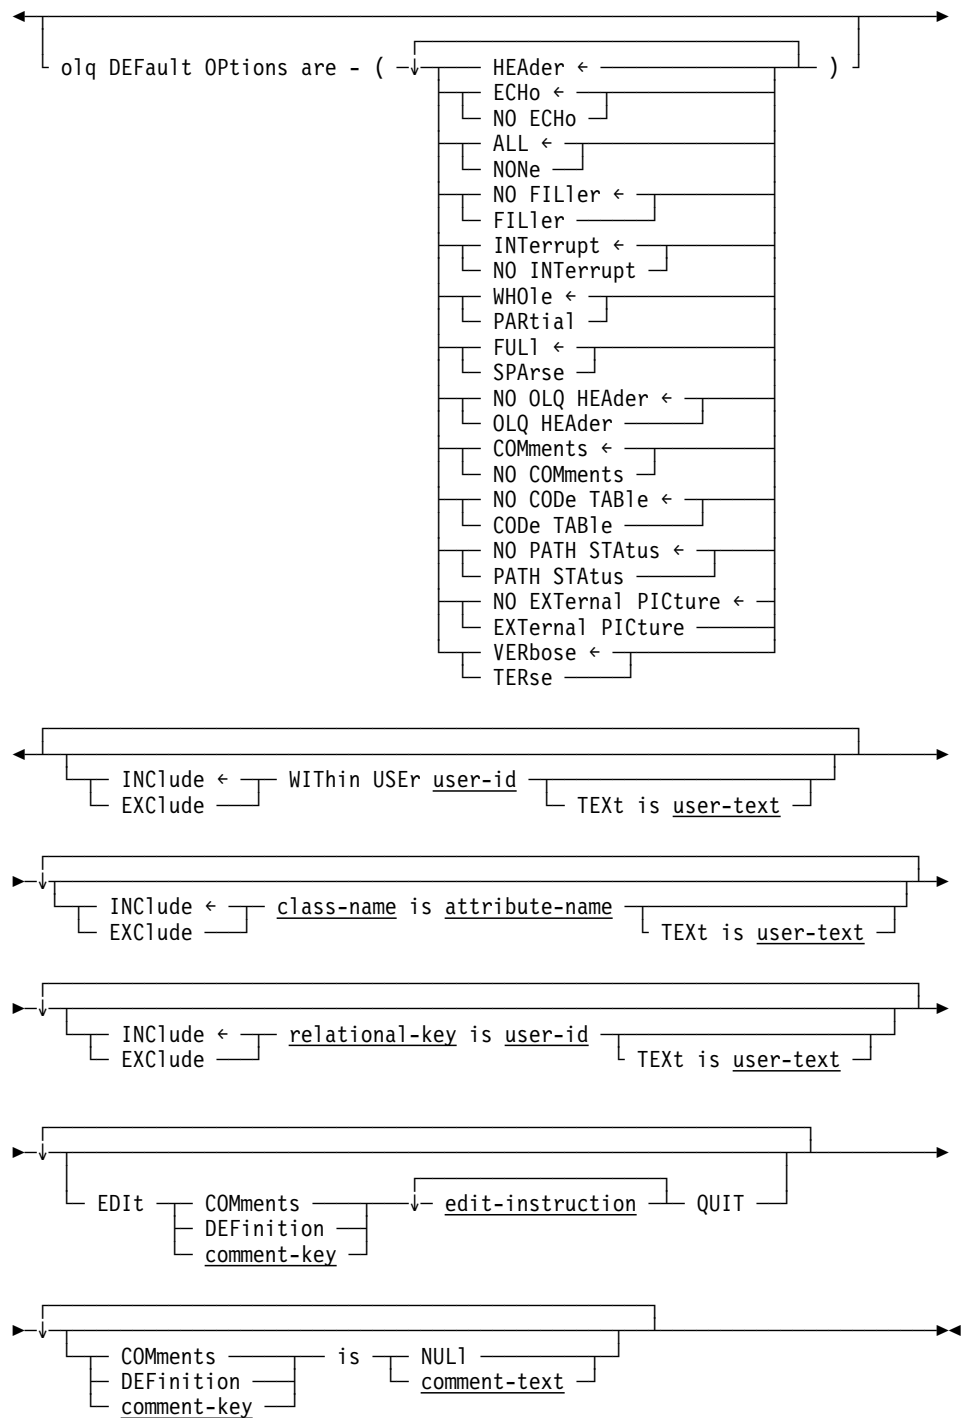 olq DEFault OPtions are - ( HEAder ← )
ECHo ←
NO ECHo
ALL ←
NONe
NO FILler ←
FILler
INTerrupt ←
NO INTerrupt
WHOle ←
PARtial
FULl ←
SPArse
NO OLQ HEAder ←
OLQ HEAder
COMments ←
NO COMments
NO CODe TABle ←
CODe TABle
NO PATH STAtus ←
PATH STAtus
NO EXTernal PICture ←
EXTernal PICture
VERbose ←
TERse
INClude ← WIThin USEr user-id
EXClude TEXt is user-text
INClude ← class-name is attribute-name
EXClude TEXt is user-text
INClude ← relational-key is user-id
EXClude TEXt is user-text
EDIt COMments edit-instruction QUIT
DEFinition
comment-key
COMments is NULl
DEFinition comment-text
comment-key